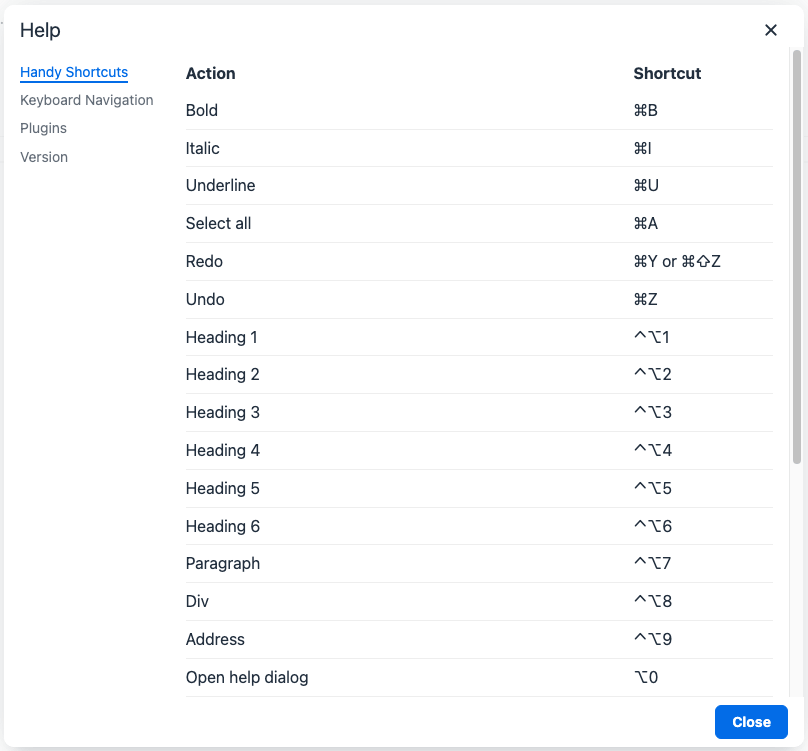 Help
Handy Shortcuts
Keyboard Navigation
Plugins
Version
Action Shortcut
Bold ⌘B
Italic ⌘I
Underline ⌘U
Select all ⌘A
Redo ⌘Y or ⌘⇧Z
Undo ⌘Z
Heading 1 ^⌥1
Heading 2 ^⌥2
Heading 3 ^⌥3
Heading 4 ^⌥4
Heading 5 ^⌥5
Heading 6 ^⌥6
Paragraph ^⌥7
Div ^⌥8
Address ^⌥9
Open help dialog ⌥0
Close